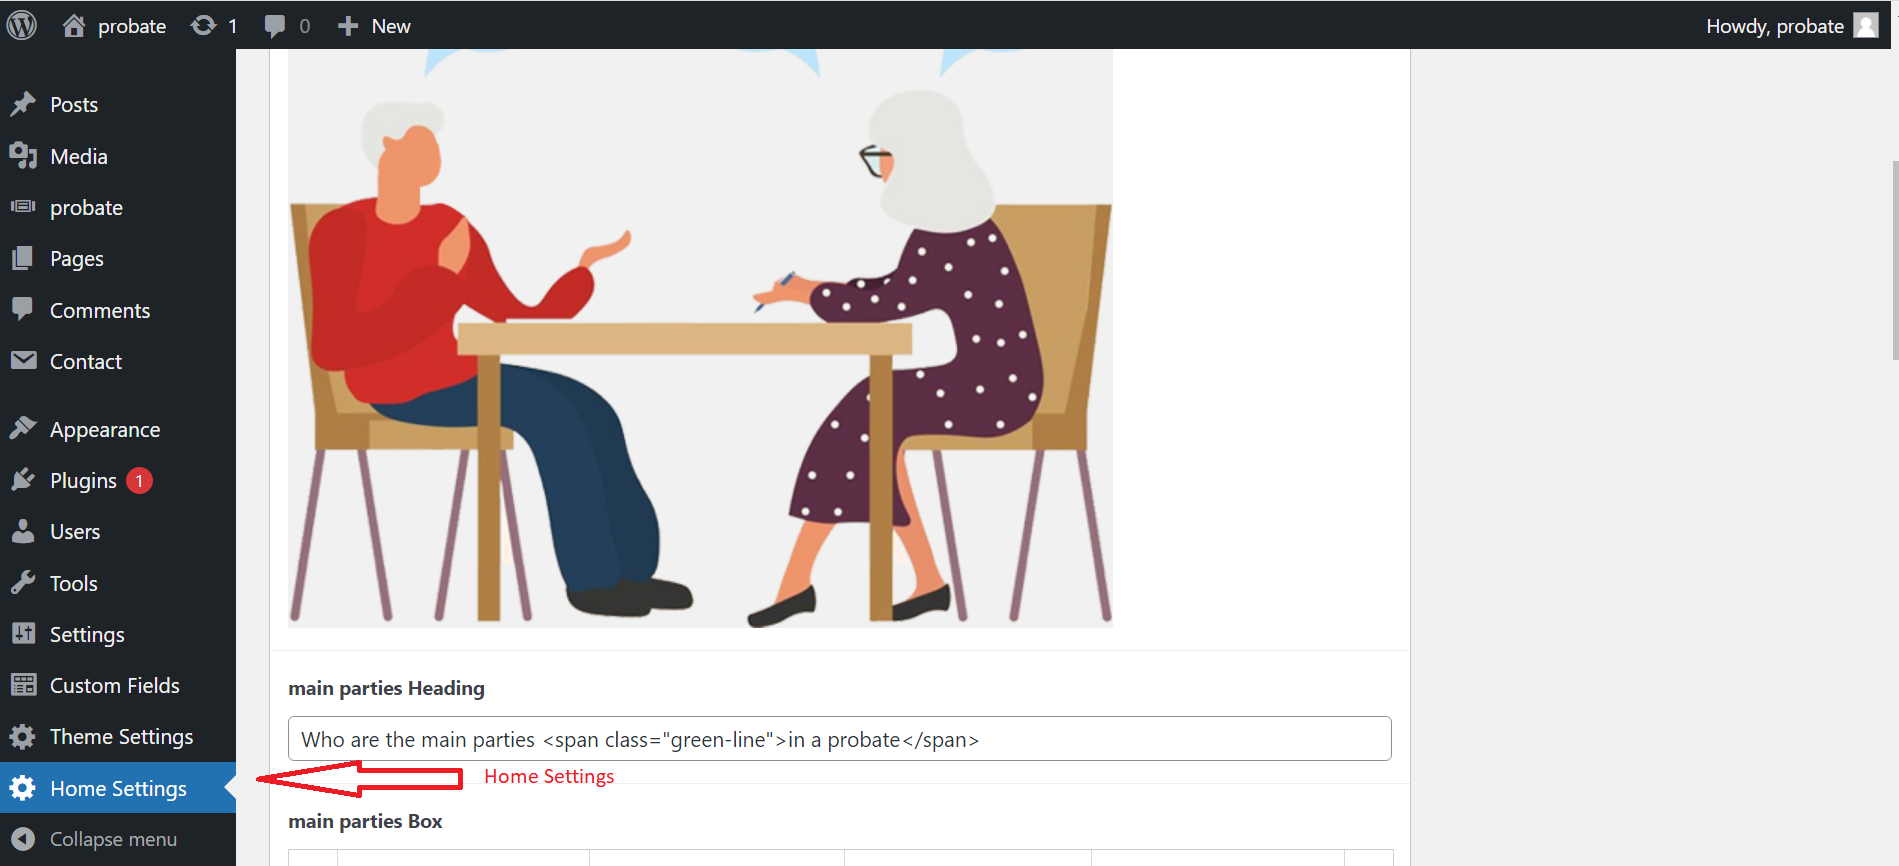 probate 1 0 New Howdy, probate
Posts
Media
probate
Pages
Comments
Contact
Appearance
Plugins 1
Users
Tools
Settings
Custom Fields
Theme Settings
Home Settings
Collapse menu
main parties Heading
Who are the main parties <span class="green-line">in a probate</span>
Home Settings
main parties Box